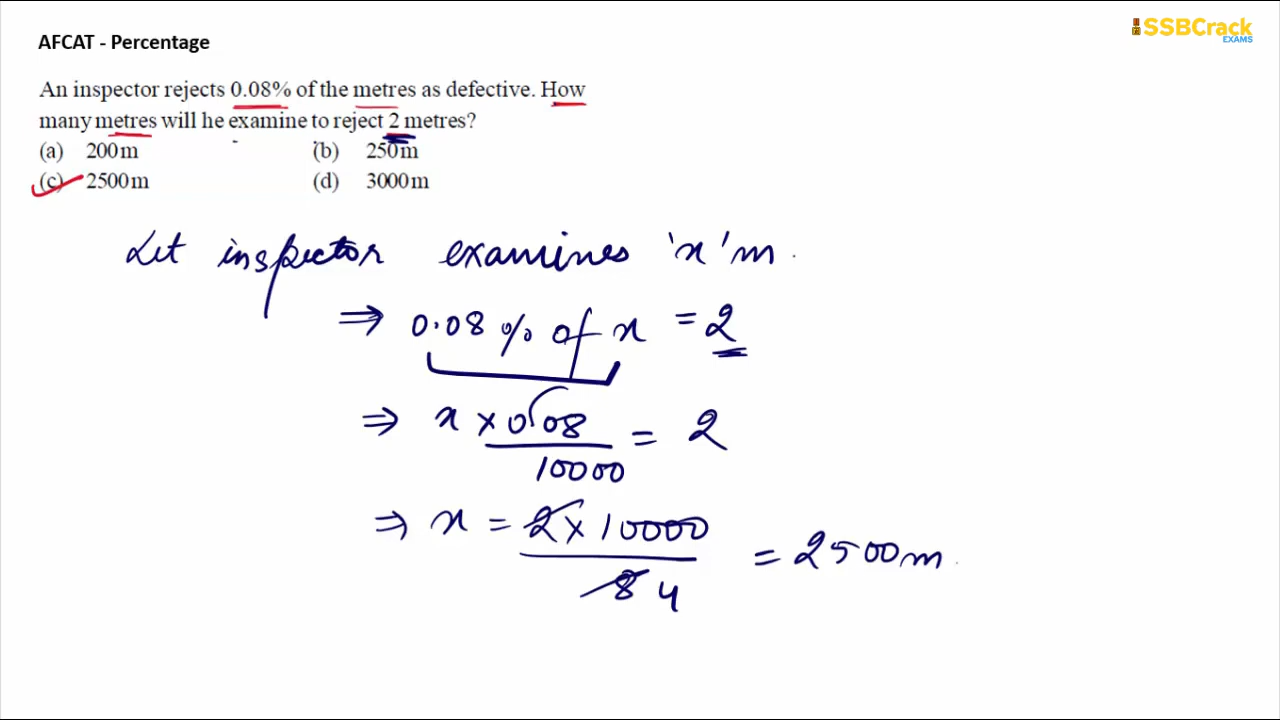 AFCAT - Percentage
SSBCrack
EXAMS
An inspector rejects 0.08% of the metres as defective. How
many metres will he examine to reject 2 metres?
(a) 200m (b) 250m
(c) 2500m (d) 3000m
Let inspector examines 'x' m.
⇒ 0.08% of x = 2
⇒ x × 0.08 / 10000 = 2
⇒ x = 2 × 10000 / 8 4 = 2500m.